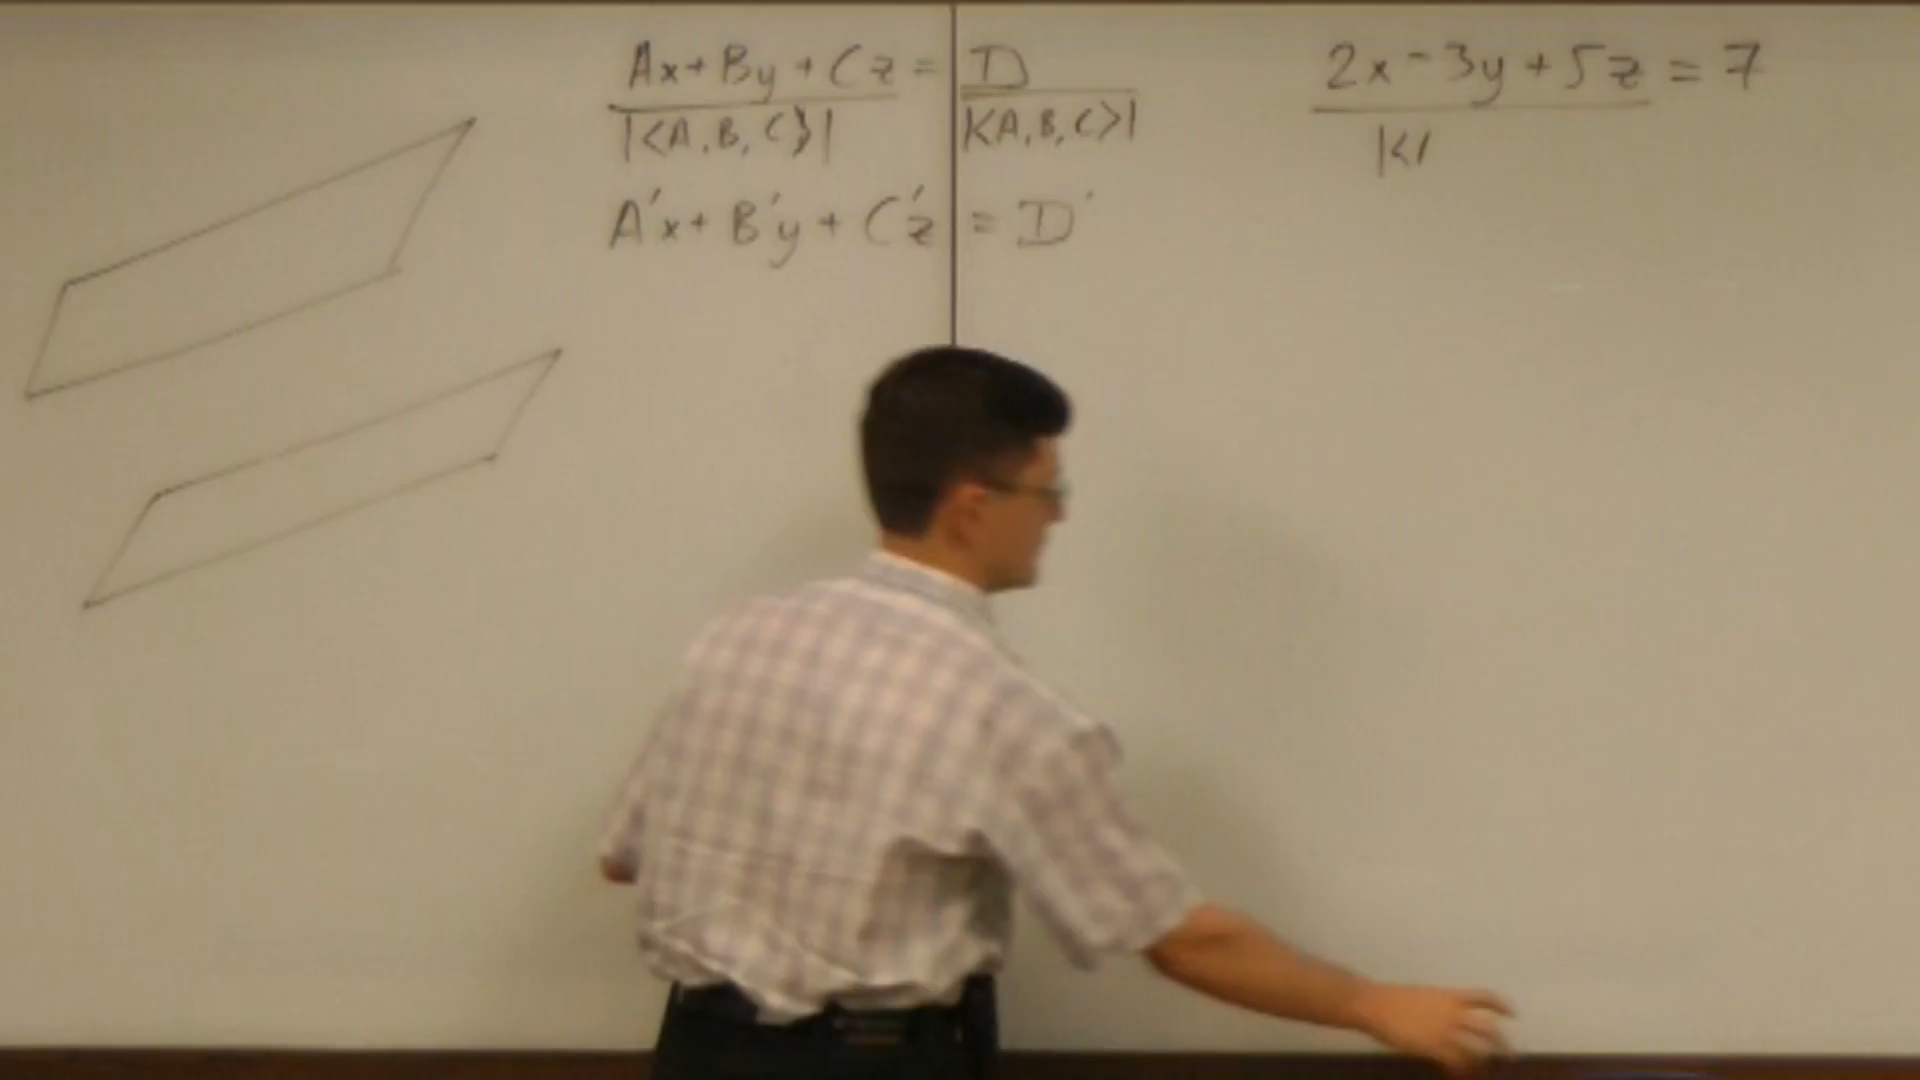 Ax + By + Cz = D
|<A, B, C>| |<A, B, C>|
A'x + B'y + C'z = D'
2x - 3y + 5z = 7
|<